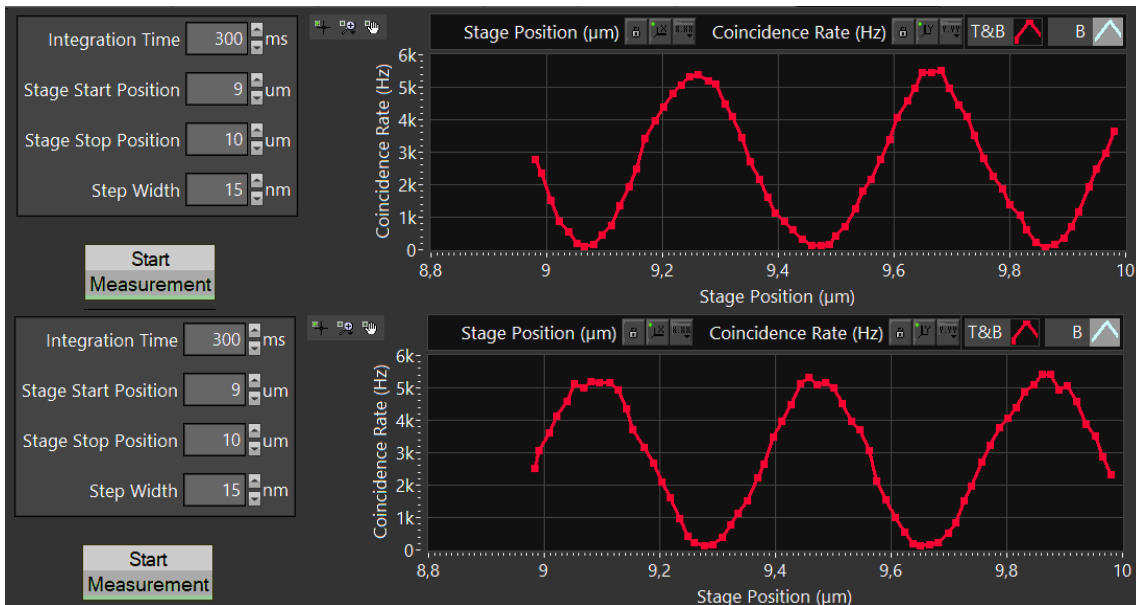 Integration Time 300 ms
Stage Start Position 9 um
Stage Stop Position 10 um
Step Width 15 nm
Start
Measurement
Stage Position (µm) Coincidence Rate (Hz) T&B B
Coincidence Rate (Hz)
6k
5k
4k
3k
2k
1k
0
8,8 9 9,2 9,4 9,6 9,8 10
Stage Position (µm)
Integration Time 300 ms
Stage Start Position 9 um
Stage Stop Position 10 um
Step Width 15 nm
Start
Measurement
Stage Position (µm) Coincidence Rate (Hz) T&B B
Coincidence Rate (Hz)
6k
5k
4k
3k
2k
1k
0
8,8 9 9,2 9,4 9,6 9,8 10
Stage Position (µm)